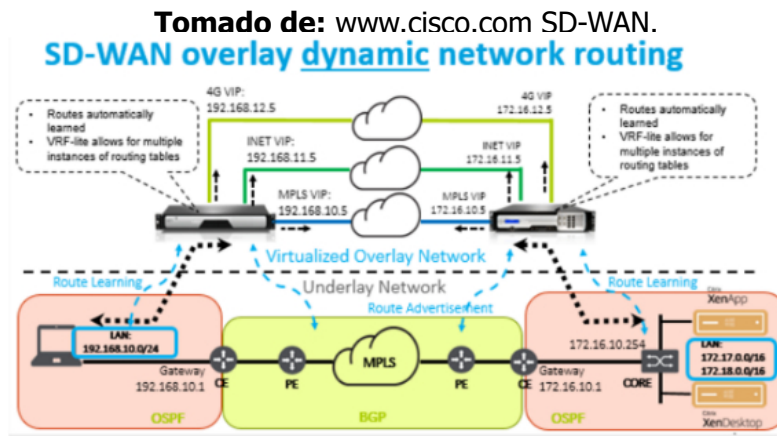 Tomado de: www.cisco.com SD-WAN.
SD-WAN overlay dynamic network routing
4G VIP:
192.168.12.5
4G VIP
172.16.12.5
• Routes automatically
learned
• VRF-lite allows for multiple
instances of routing tables
INET VIP:
192.168.11.5
INET VIP
172.16.11.5
• Routes automatically
learned
• VRF-lite allows for
multiple instances of
routing tables
MPLS VIP:
192.168.10.5
MPLS VIP
172.16.10.5
Virtualized Overlay Network
Underlay Network
Route Learning
Route Advertisement
Route Learning
Citrix
XenApp
LAN:
192.168.10.0/24
MPLS
172.16.10.254
LAN:
172.17.0.0/16
172.18.0.0/16
Gateway
192.168.10.1
CE
PE
PE
CE
Gateway
172.16.10.1
CORE
OSPF
BGP
OSPF
Citrix
XenDesktop